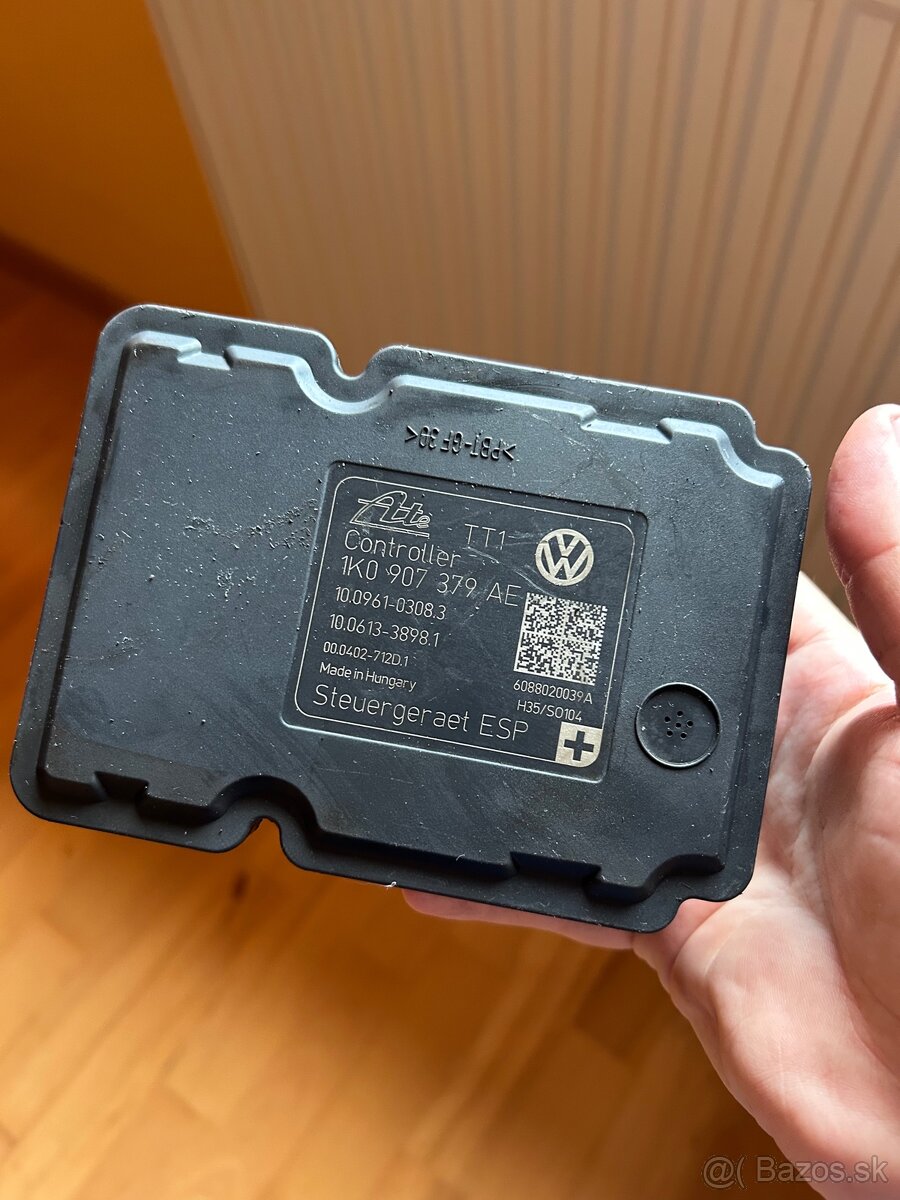 >PBT-GF30<
Ate TT1
Controller
1K0 907 379 AE
10.0961-0308.3
10.0613-3898.1
00.0402-712D.1
Made in Hungary
Steuergeraet ESP
6088020039A
H35/SO104
@( Bazos.sk